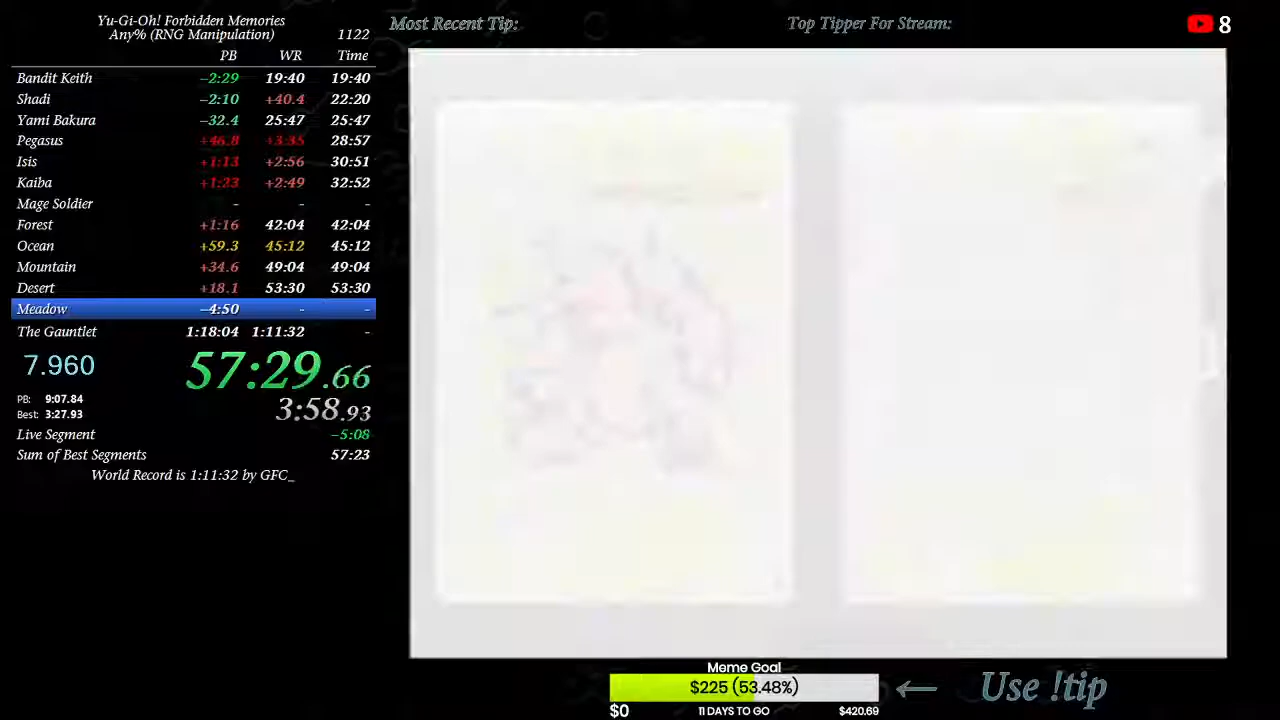 Yu-Gi-Oh! Forbidden Memories
Any% (RNG Manipulation) 1122
PB WR Time
Bandit Keith −2:29 19:40 19:40
Shadi −2:10 +40.4 22:20
Yami Bakura −32.4 25:47 25:47
Pegasus +46.8 +3:35 28:57
Isis +1:13 +2:56 30:51
Kaiba +1:23 +2:49 32:52
Mage Soldier - - -
Forest +1:16 42:04 42:04
Ocean +59.3 45:12 45:12
Mountain +34.6 49:04 49:04
Desert +18.1 53:30 53:30
Meadow −4:50 - -
The Gauntlet 1:18:04 1:11:32 -
7.960 57:29.66
PB: 9:07.84
Best: 3:27.93
3:58.93
Live Segment −5:08
Sum of Best Segments 57:23
World Record is 1:11:32 by GFC_
Most Recent Tip:
Top Tipper For Stream:
8
Meme Goal
$225 (53.48%)
$0 11 DAYS TO GO $420.69
← Use !tip